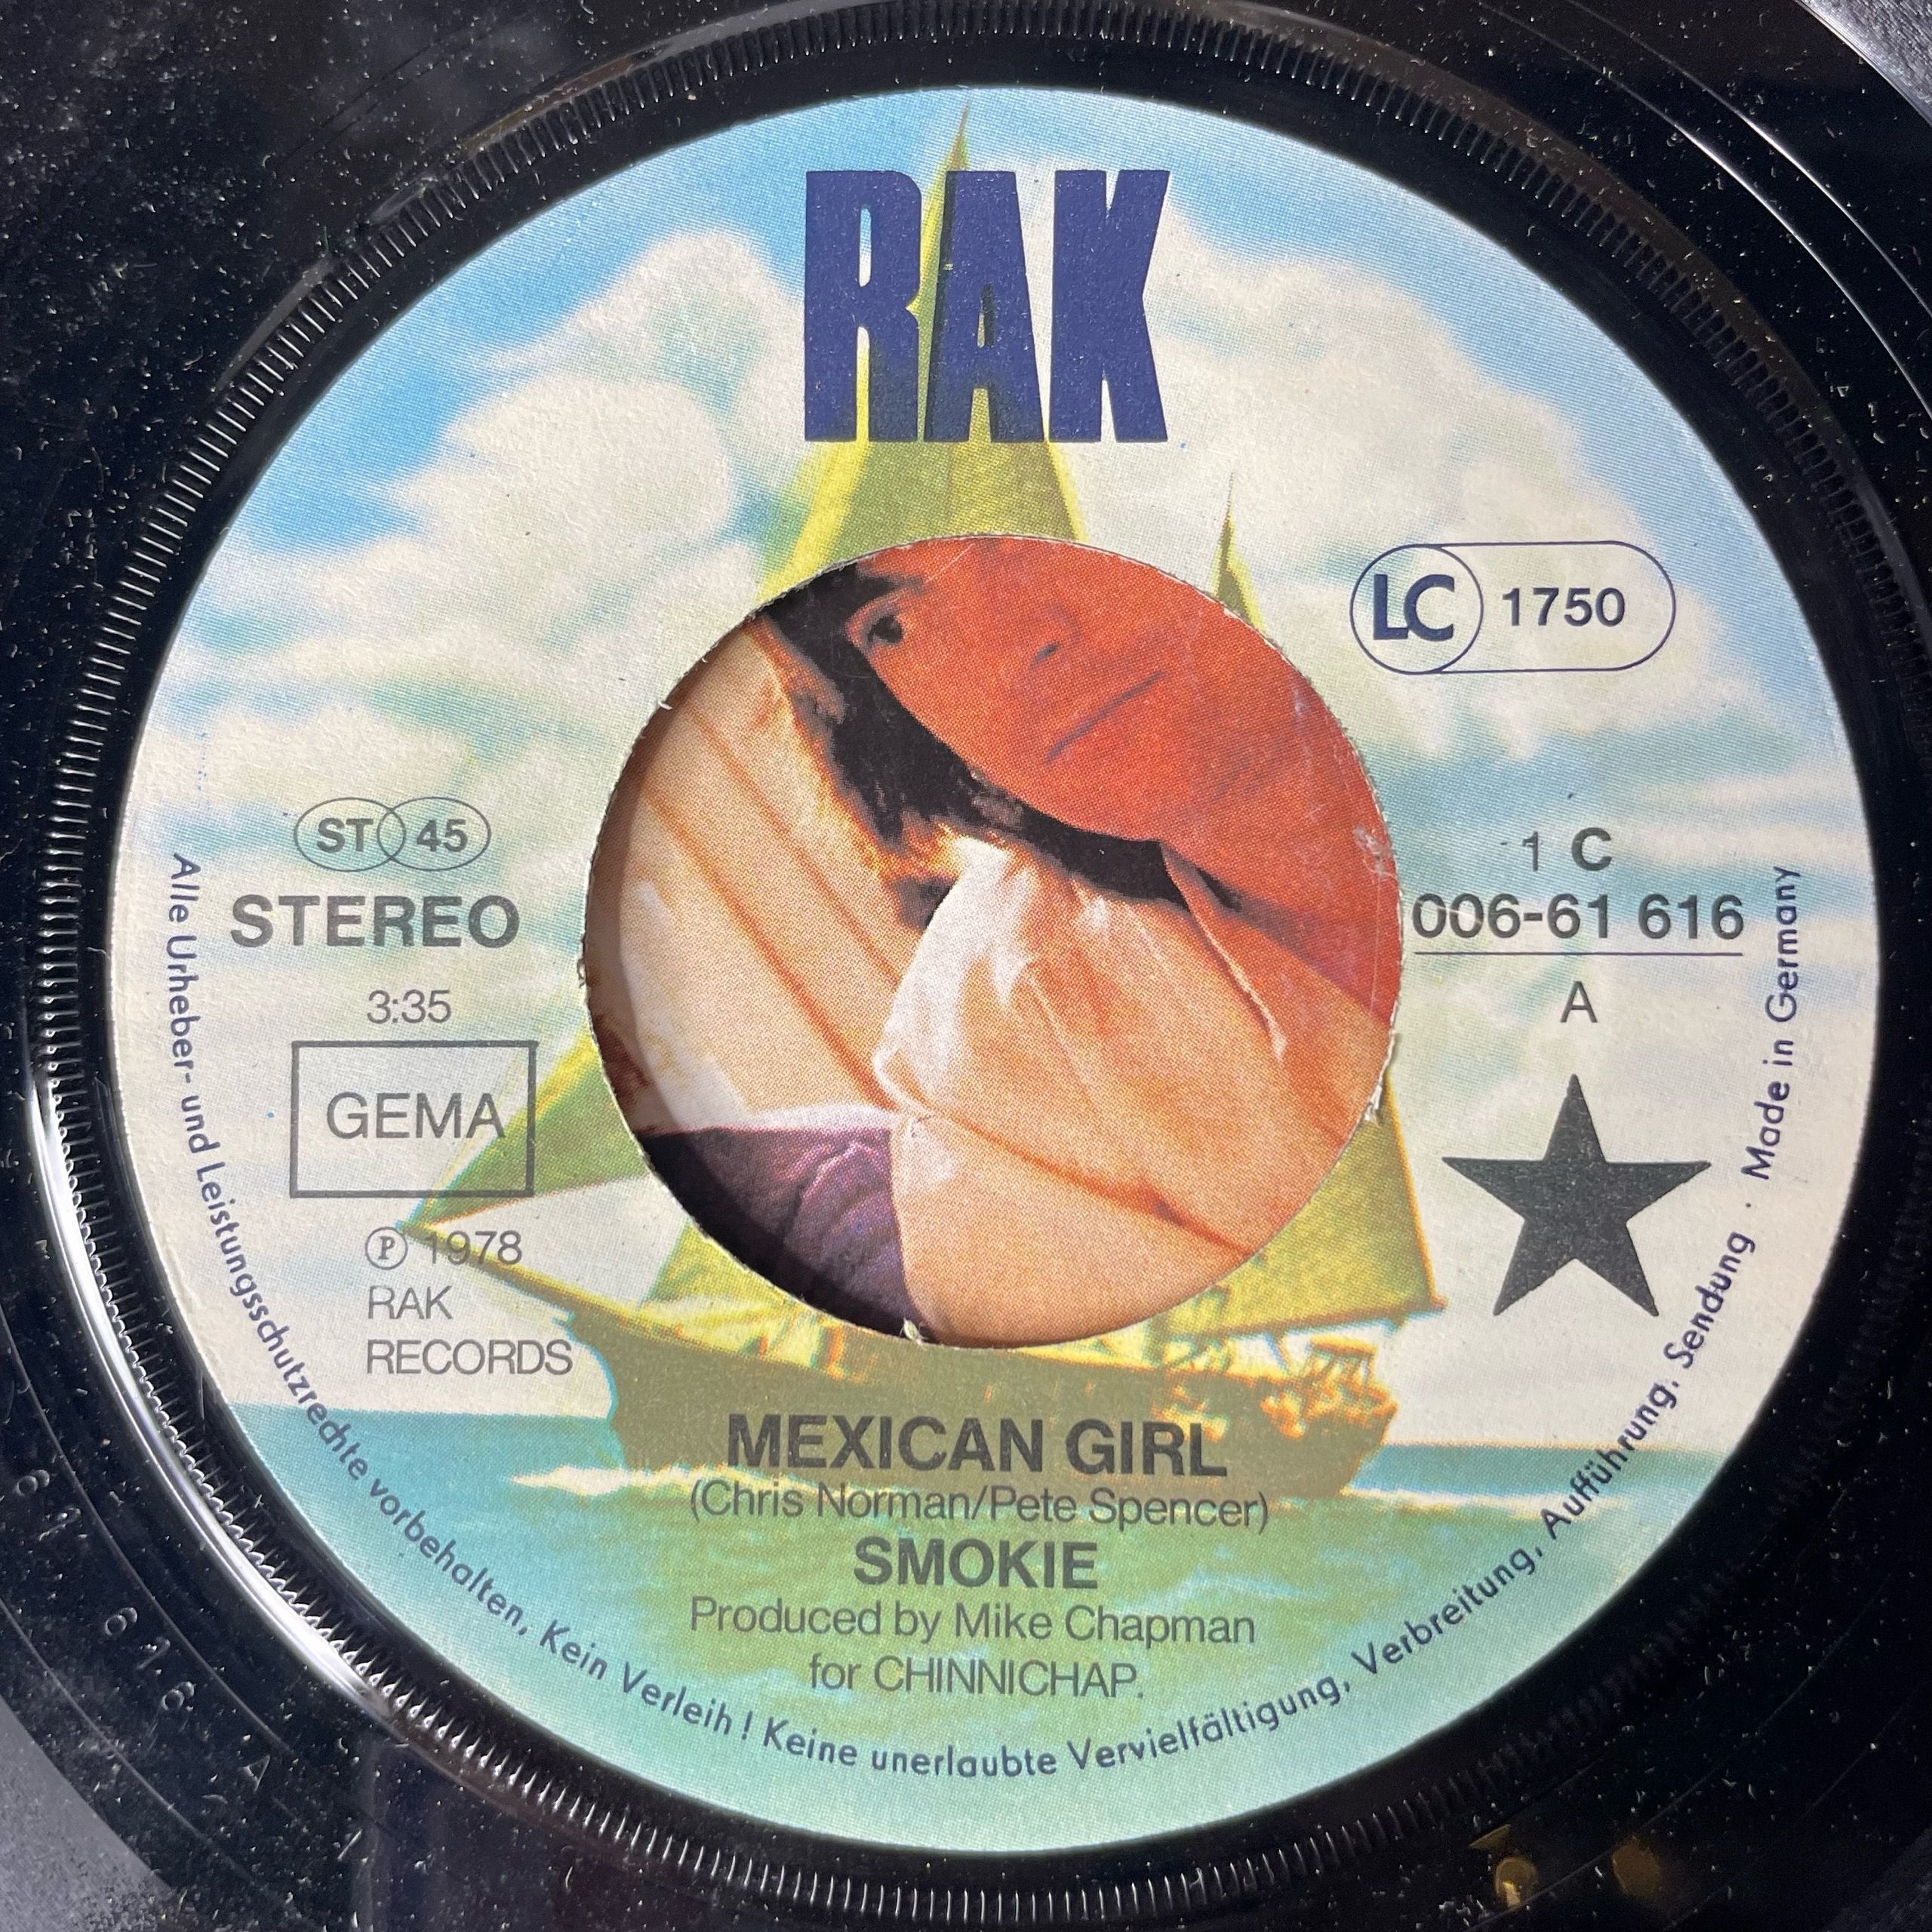 RAK
LC 1750
ST 45
STEREO
3:35
GEMA
℗ 1978
RAK
RECORDS
1 C
006-61 616
A
MEXICAN GIRL
(Chris Norman/Pete Spencer)
SMOKIE
Produced by Mike Chapman
for CHINNICHAP.
Alle Urheber- und Leistungsschutzrechte vorbehalten, Kein Verleih! Keine unerlaubte Vervielfältigung, Verbreitung, Aufführung, Sendung · Made in Germany